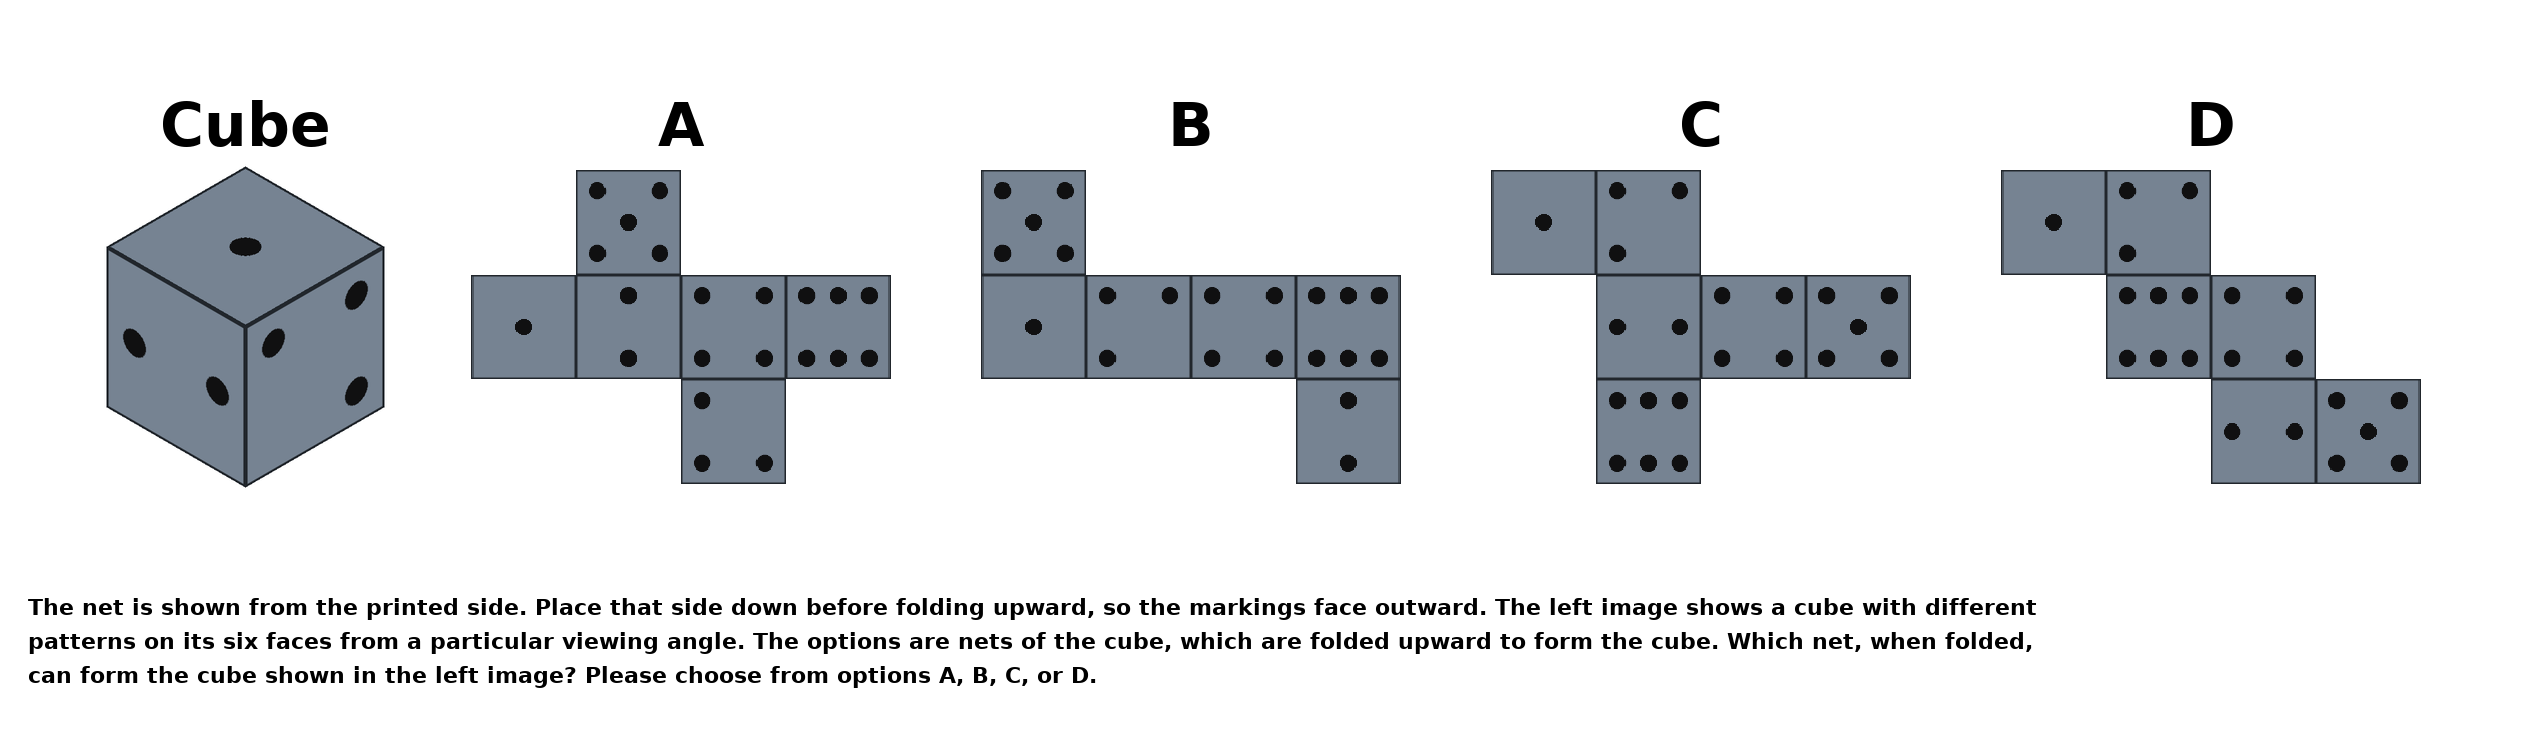 Cube
A
B
C
D
The net is shown from the printed side. Place that side down before folding upward, so the markings face outward. The left image shows a cube with different
patterns on its six faces from a particular viewing angle. The options are nets of the cube, which are folded upward to form the cube. Which net, when folded,
can form the cube shown in the left image? Please choose from options A, B, C, or D.